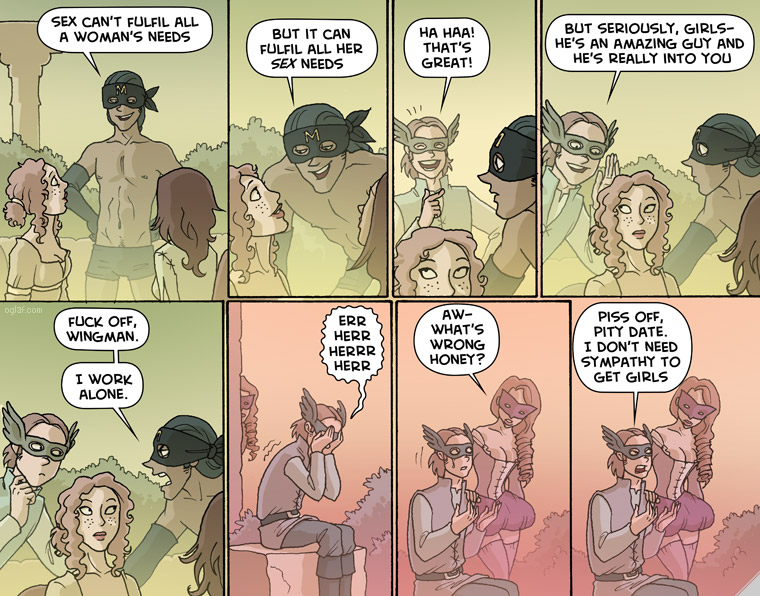 SEX CAN'T FULFIL ALL
A WOMAN'S NEEDS
M
BUT IT CAN
FULFIL ALL HER
SEX NEEDS
M
HA HAA!
THAT'S
GREAT!
BUT SERIOUSLY, GIRLS-
HE'S AN AMAZING GUY AND
HE'S REALLY INTO YOU
oglaf.com
FUCK OFF,
WINGMAN.
I WORK
ALONE.
ERR
HERR
HERRR
HERR
AW-
WHAT'S
WRONG
HONEY?
PISS OFF,
PITY DATE.
I DON'T NEED
SYMPATHY TO
GET GIRLS